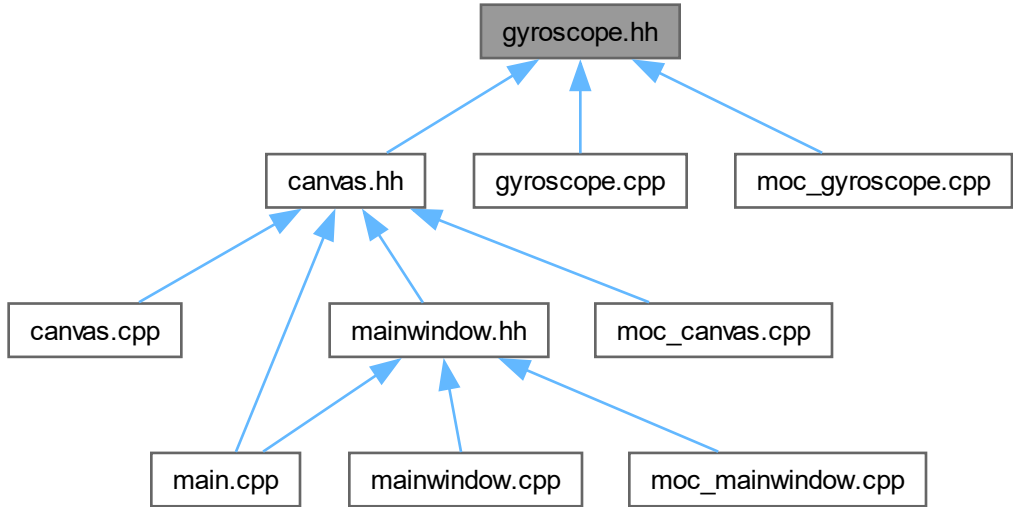 gyroscope.hh
canvas.hh
gyroscope.cpp
moc_gyroscope.cpp
canvas.cpp
mainwindow.hh
moc_canvas.cpp
main.cpp
mainwindow.cpp
moc_mainwindow.cpp